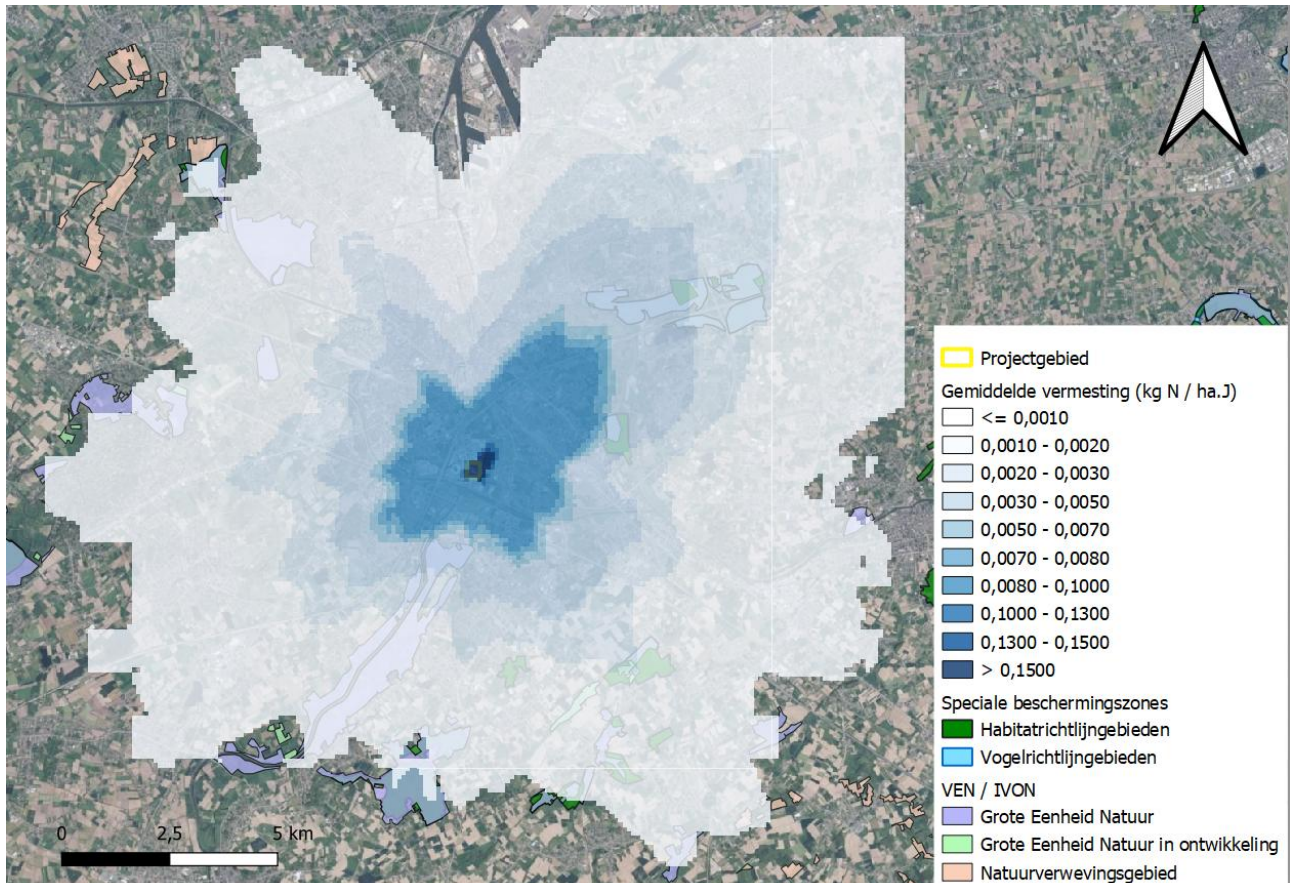 Projectgebied
Gemiddelde vermesting (kg N / ha.J)
<= 0,0010
0,0010 - 0,0020
0,0020 - 0,0030
0,0030 - 0,0050
0,0050 - 0,0070
0,0070 - 0,0080
0,0080 - 0,1000
0,1000 - 0,1300
0,1300 - 0,1500
> 0,1500
Speciale beschermingszones
Habitatrichtlijngebieden
Vogelrichtlijngebieden
VEN / IVON
Grote Eenheid Natuur
Grote Eenheid Natuur in ontwikkeling
Natuurverwevingsgebied
0 2,5 5 km